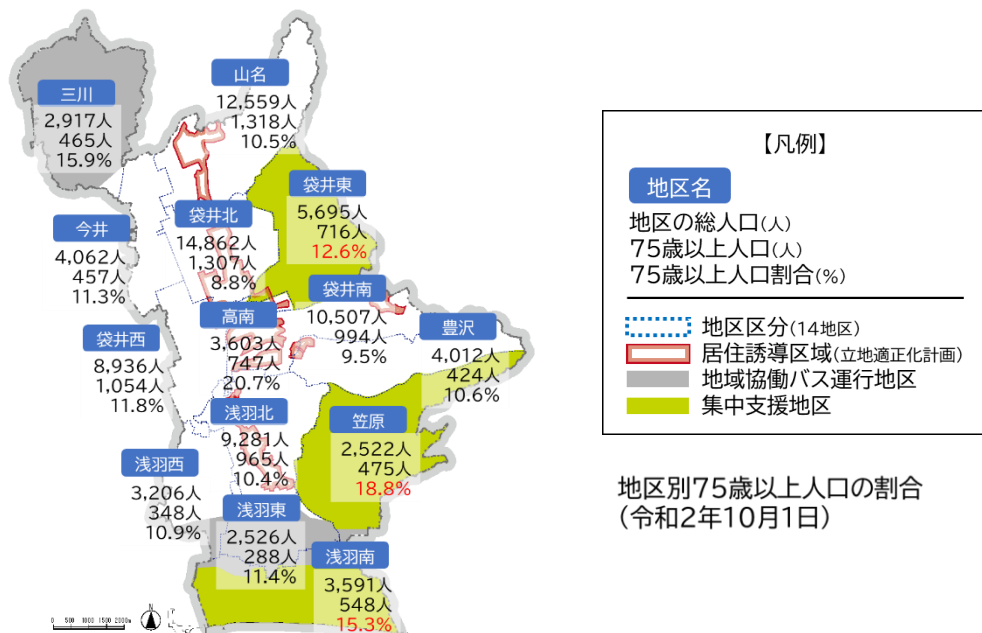 三川
2,917人
465人
15.9%
山名
12,559人
1,318人
10.5%
袋井東
5,695人
716人
12.6%
袋井北
14,862人
1,307人
8.8%
今井
4,062人
457人
11.3%
袋井南
10,507人
994人
9.5%
高南
3,603人
747人
20.7%
豊沢
4,012人
424人
10.6%
袋井西
8,936人
1,054人
11.8%
浅羽北
9,281人
965人
10.4%
笠原
2,522人
475人
18.8%
浅羽西
3,206人
348人
10.9%
浅羽東
2,526人
288人
11.4%
浅羽南
3,591人
548人
15.3%
0 500 1000 1500 2000m
N
【凡例】
地区名
地区の総人口(人)
75歳以上人口(人)
75歳以上人口割合(%)
地区区分(14地区)
居住誘導区域(立地適正化計画)
地域協働バス運行地区
集中支援地区
地区別75歳以上人口の割合
(令和2年10月1日)